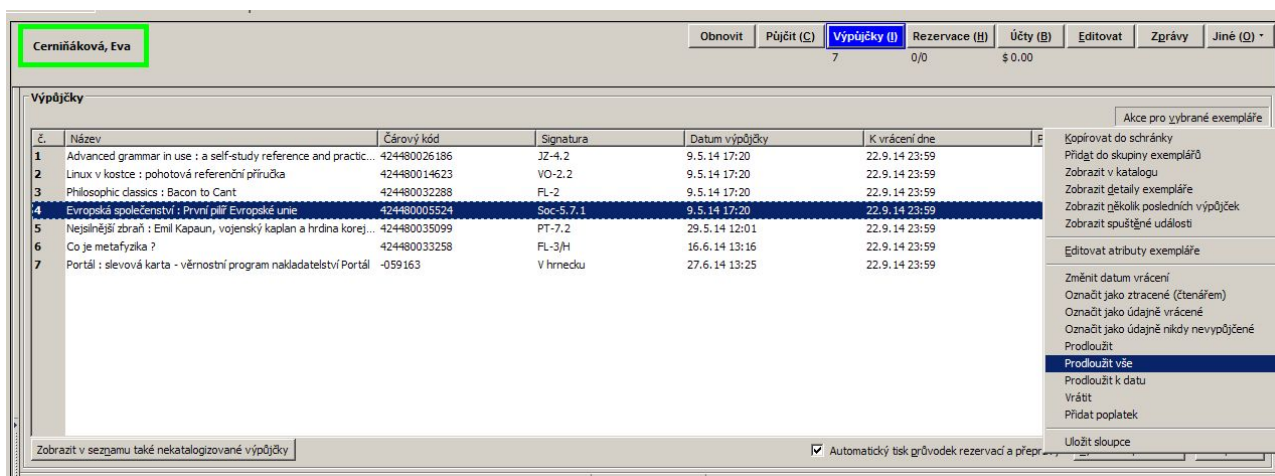 Cerniňáková, Eva
Obnovit Půjčit (C) Výpůjčky (I) Rezervace (H) Účty (B) Editovat Zprávy Jiné (O)
7 0/0 $ 0.00
Výpůjčky
Akce pro vybrané exempláře
č. Název Čárový kód Signatura Datum výpůjčky K vrácení dne P
1 Advanced grammar in use : a self-study reference and practic... 424480026186 JZ-4.2 9.5.14 17:20 22.9.14 23:59
2 Linux v kostce : pohotová referenční příručka 424480014623 VO-2.2 9.5.14 17:20 22.9.14 23:59
3 Philosophic classics : Bacon to Cant 424480032288 FL-2 9.5.14 17:20 22.9.14 23:59
4 Evropská společenství : První pilíř Evropské unie 424480005524 Soc-5.7.1 9.5.14 17:20 22.9.14 23:59
5 Nejsilnější zbraň : Emil Kapaun, vojenský kaplan a hrdina korej... 424480035099 PT-7.2 29.5.14 12:01 22.9.14 23:59
6 Co je metafyzika ? 424480033258 FL-3/H 16.6.14 13:16 22.9.14 23:59
7 Portál : slevová karta - věrnostní program nakladatelství Portál -059163 V hrnecku 27.6.14 13:25 22.9.14 23:59
Kopírovat do schránky
Přidat do skupiny exemplářů
Zobrazit v katalogu
Zobrazit detaily exempláře
Zobrazit několik posledních výpůjček
Zobrazit spuštěné události
Editovat atributy exempláře
Změnit datum vrácení
Označit jako ztracené (čtenářem)
Označit jako údajně vrácené
Označit jako údajně nikdy nevypůjčené
Prodloužit
Prodloužit vše
Prodloužit k datu
Vrátit
Přidat poplatek
Uložit sloupce
Zobrazit v seznamu také nekatalogizované výpůjčky Automatický tisk průvodek rezervací a